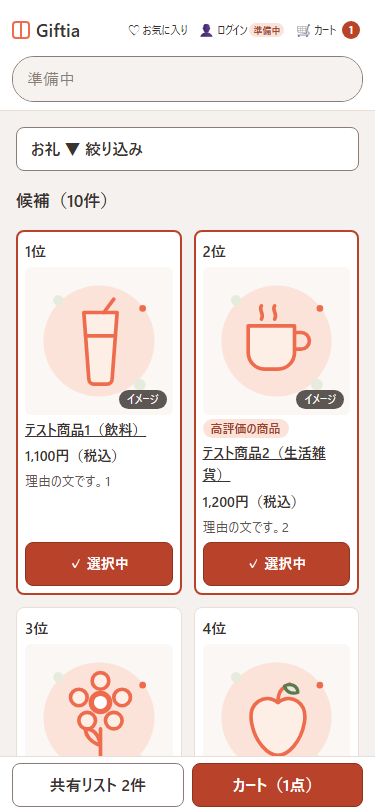 Giftia
♡ お気に入り
ログイン 準備中
カート 1
準備中
お礼 ▼ 絞り込み
候補（10件）
1位
イメージ
テスト商品1（飲料）
1,100円（税込）
理由の文です。1
✓ 選択中
2位
イメージ
高評価の商品
テスト商品2（生活雑
貨）
1,200円（税込）
理由の文です。2
✓ 選択中
3位
4位
共有リスト 2件
カート（1点）